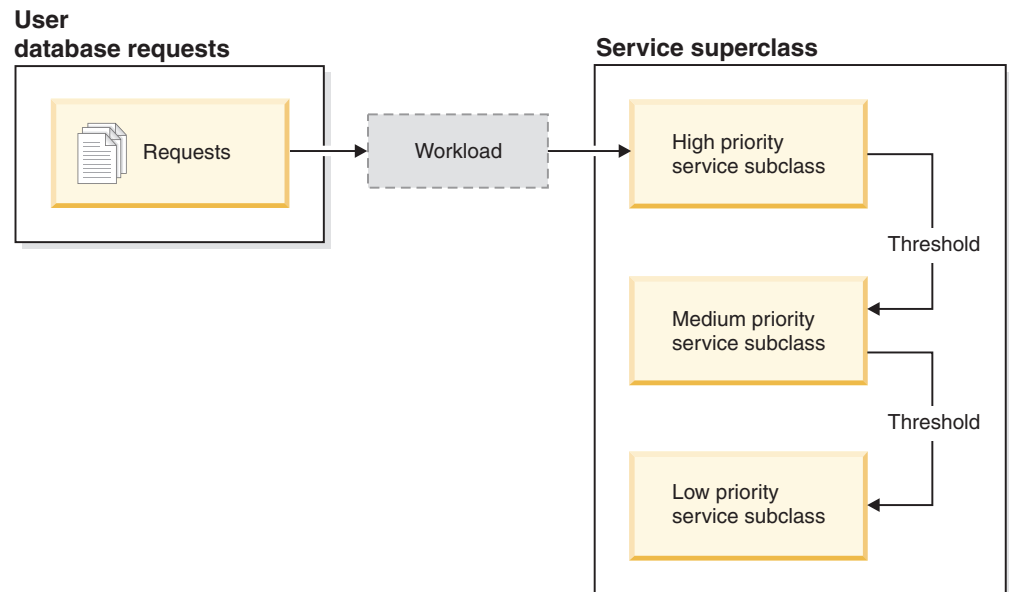 User
database requests
Requests
Workload
Service superclass
High priority
service subclass
Threshold
Medium priority
service subclass
Threshold
Low priority
service subclass